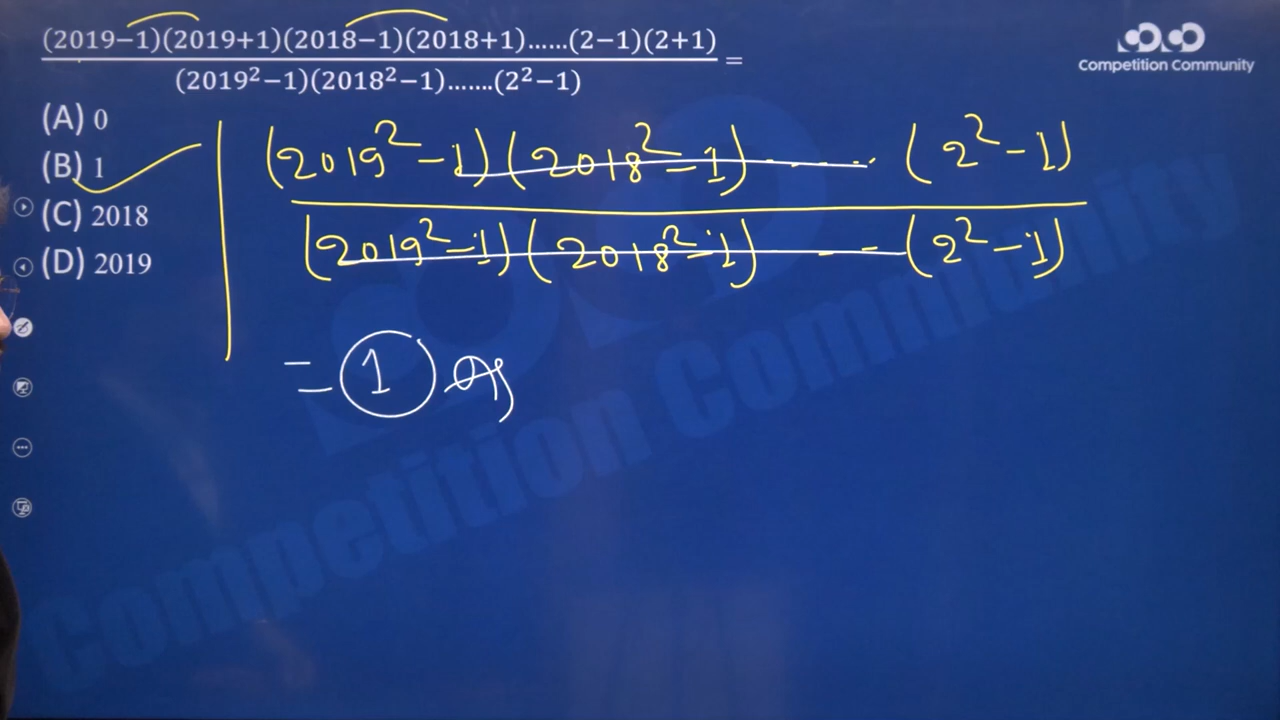 (2019−1)(2019+1)(2018−1)(2018+1)......(2−1)(2+1)
(2019²−1)(2018²−1).......(2²−1) =
Competition Community
(A) 0
(B) 1
(C) 2018
(D) 2019
(2019²−1)(2018²−1) ------ (2²−1)
(2019²−1)(2018²−1) --- (2²−1)
= 1
Competition Community